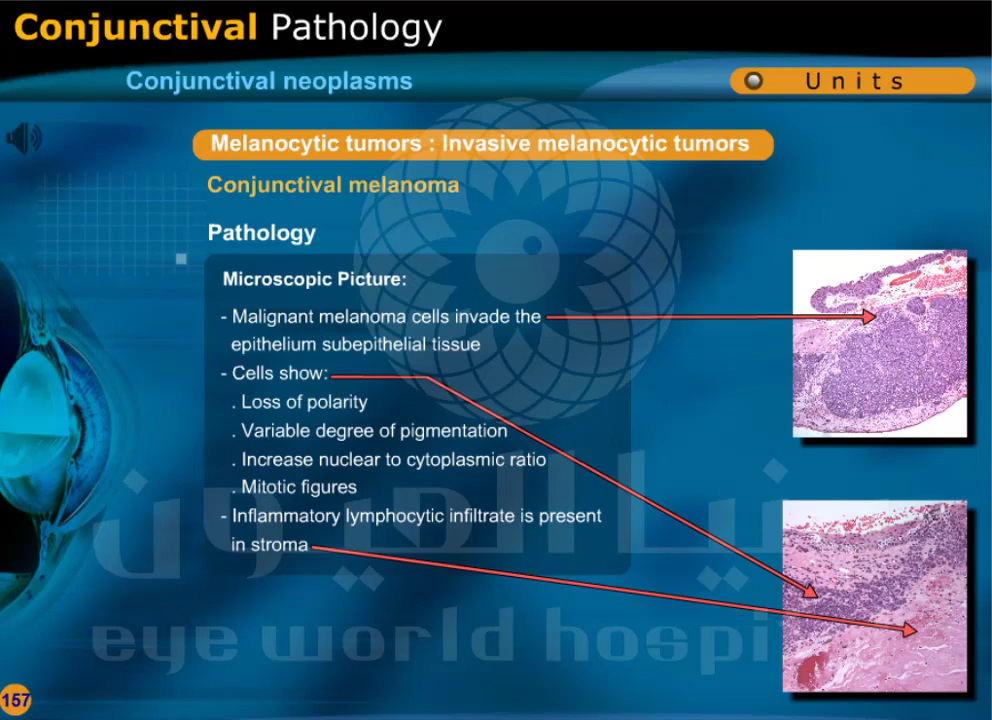 Conjunctival Pathology
Conjunctival neoplasms
Units
Melanocytic tumors : Invasive melanocytic tumors
Conjunctival melanoma
Pathology
Microscopic Picture:
- Malignant melanoma cells invade the
epithelium subepithelial tissue
- Cells show:
. Loss of polarity
. Variable degree of pigmentation
. Increase nuclear to cytoplasmic ratio
. Mitotic figures
- Inflammatory lymphocytic infiltrate is present
in stroma
دنيا العيون
eye world hospi
157